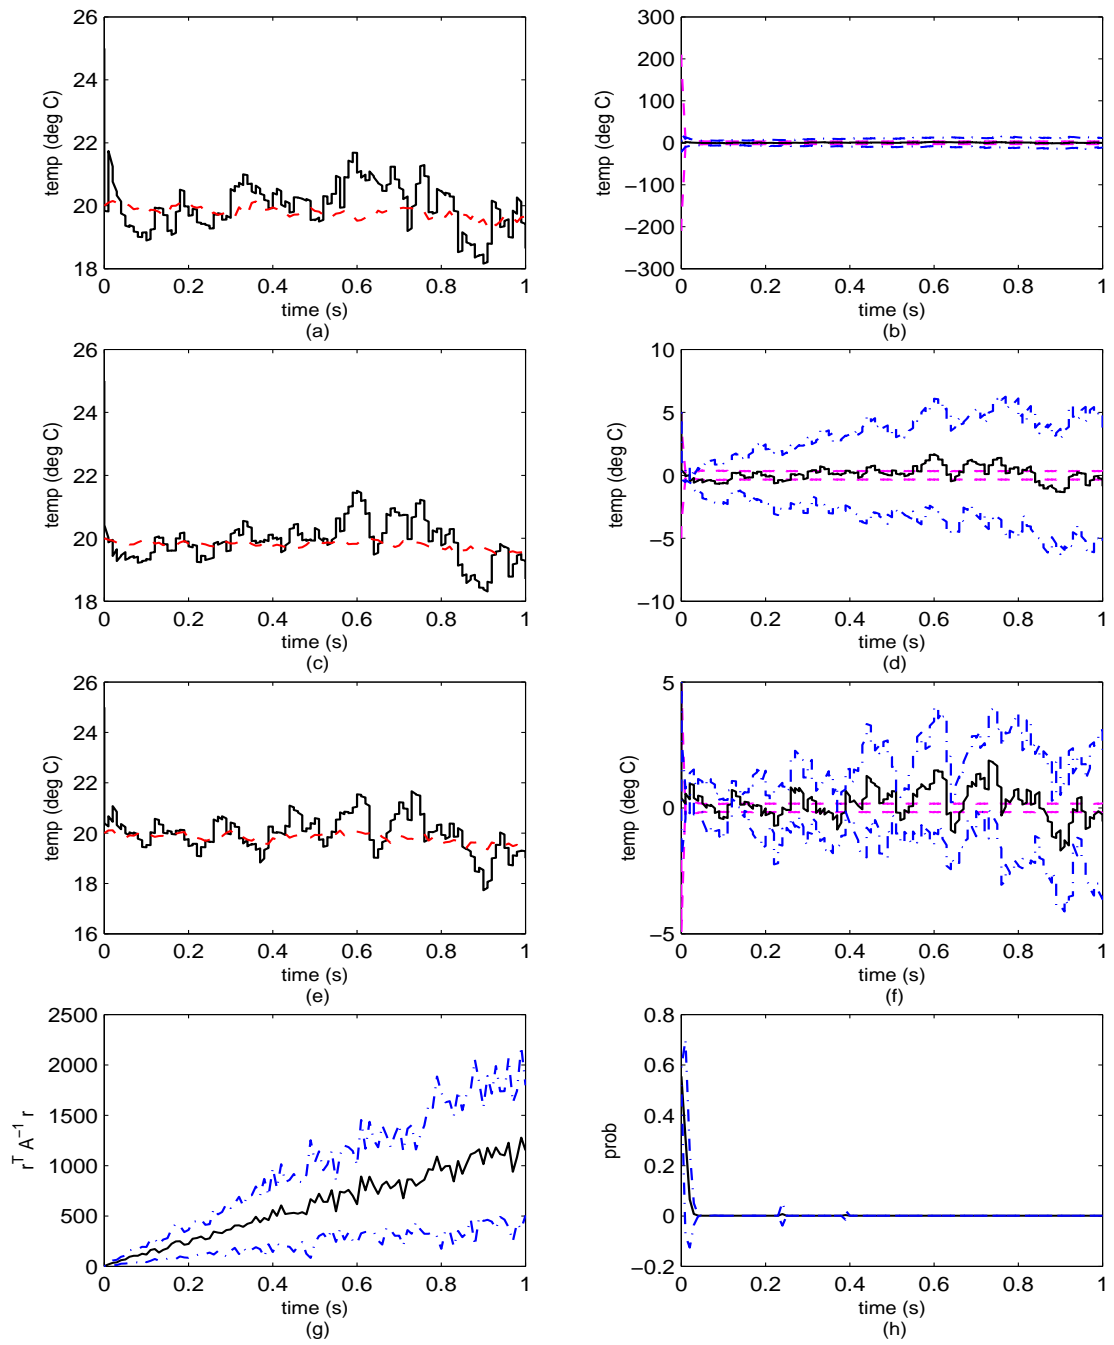 26
24
22
20
18
temp (deg C)
0 0.2 0.4 0.6 0.8 1
time (s)
(a)
300
200
100
0
−100
−200
−300
temp (deg C)
0 0.2 0.4 0.6 0.8 1
time (s)
(b)
26
24
22
20
18
temp (deg C)
0 0.2 0.4 0.6 0.8 1
time (s)
(c)
10
5
0
−5
−10
temp (deg C)
0 0.2 0.4 0.6 0.8 1
time (s)
(d)
26
24
22
20
18
16
temp (deg C)
0 0.2 0.4 0.6 0.8 1
time (s)
(e)
5
0
−5
temp (deg C)
0 0.2 0.4 0.6 0.8 1
time (s)
(f)
2500
2000
1500
1000
500
0
r^T A^−1 r
0 0.2 0.4 0.6 0.8 1
time (s)
(g)
0.8
0.6
0.4
0.2
0
−0.2
prob
0 0.2 0.4 0.6 0.8 1
time (s)
(h)